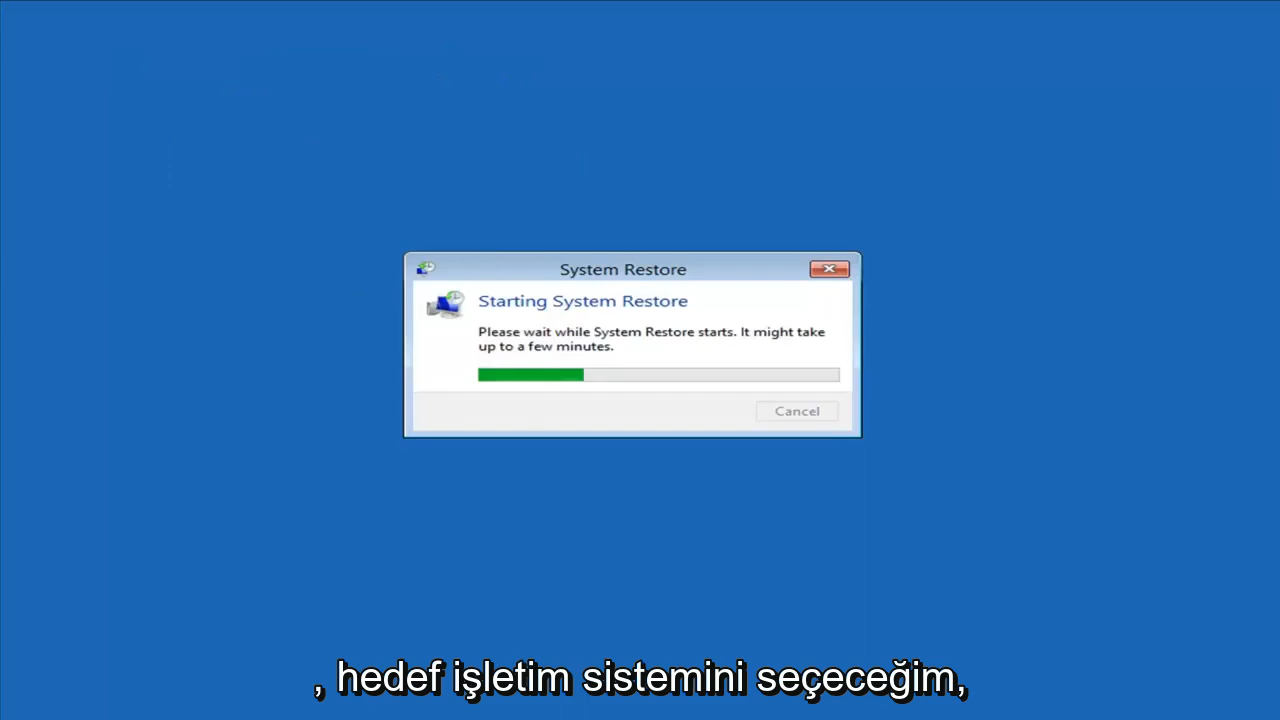 System Restore
Starting System Restore
Please wait while System Restore starts. It might take
up to a few minutes.
Cancel
, hedef işletim sistemini seçeceğim,